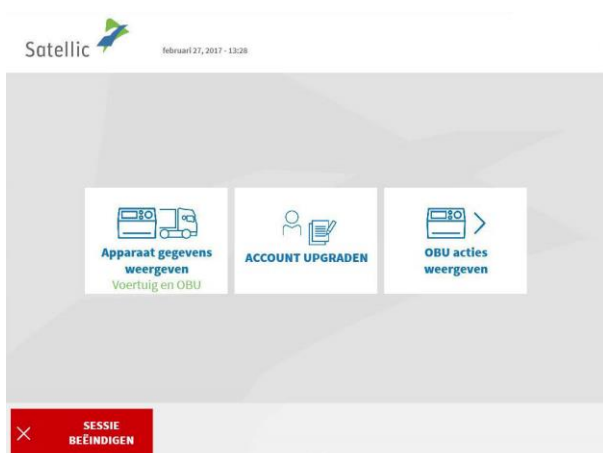 Satellic
februari 27, 2017 - 13:28
Apparaat gegevens
weergeven
Voertuig en OBU
ACCOUNT UPGRADEN
OBU acties
weergeven
SESSIE
BEËINDIGEN